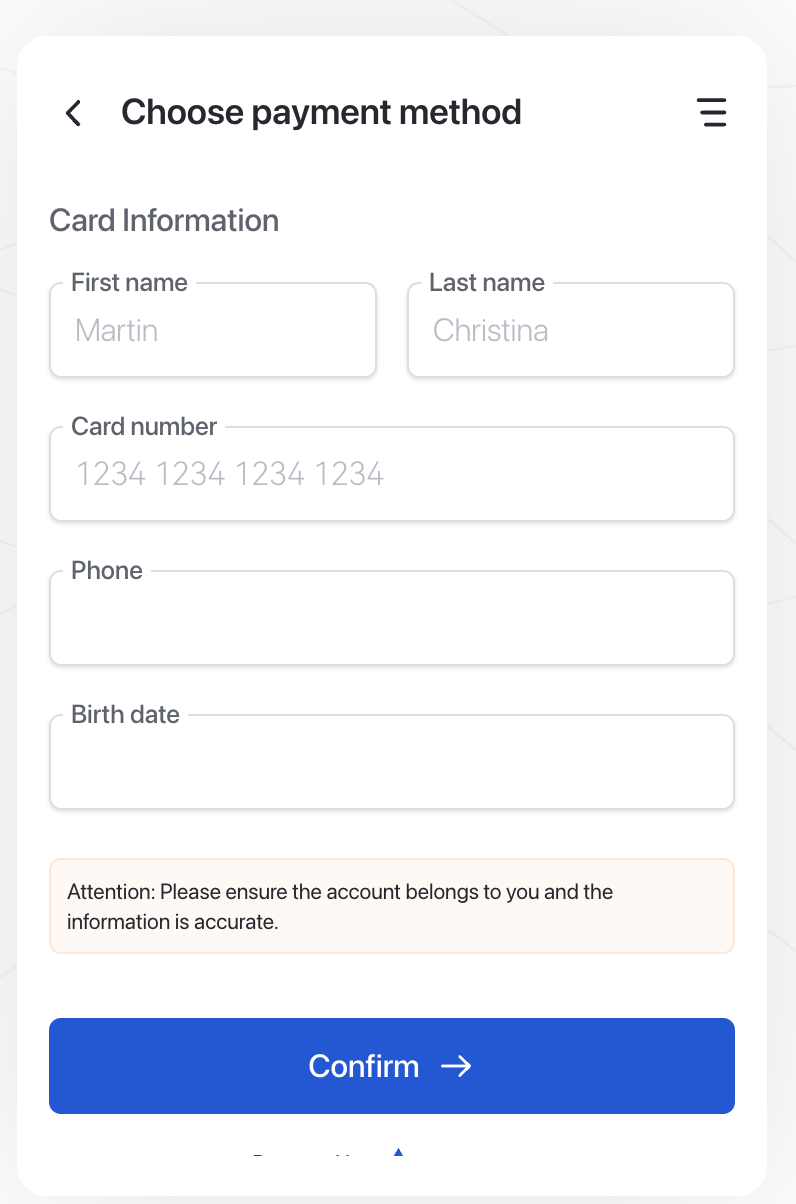 Choose payment method
Card Information
First name
Last name
Martin
Christina
Card number
1234 1234 1234 1234
Phone
Birth date
Attention: Please ensure the account belongs to you and the
information is accurate.
Confirm →